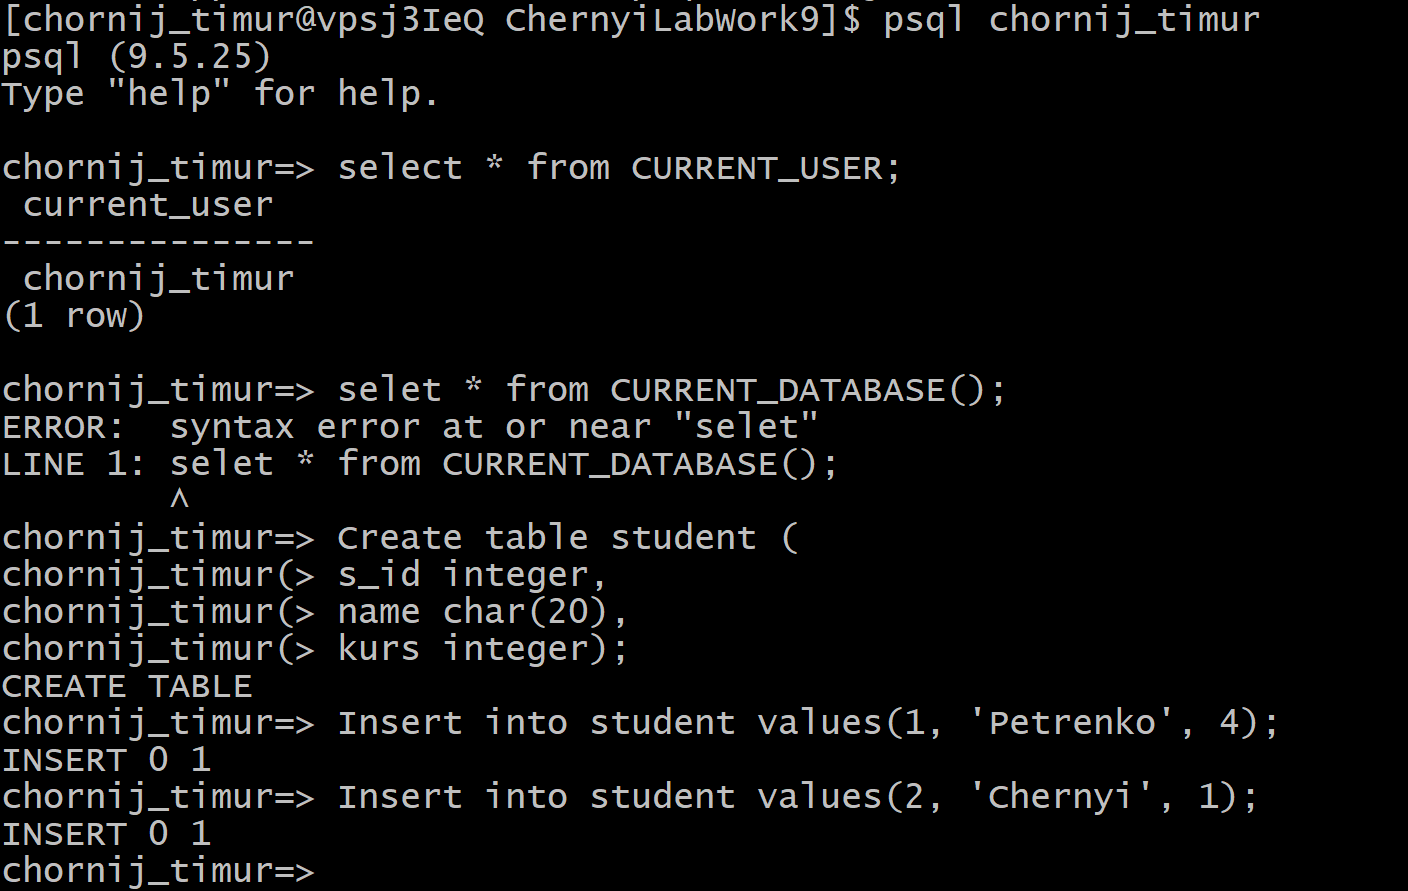 [chornij_timur@vpsj3IeQ ChernyiLabWork9]$ psql chornij_timur
psql (9.5.25)
Type "help" for help.

chornij_timur=> select * from CURRENT_USER;
 current_user
---------------
 chornij_timur
(1 row)

chornij_timur=> selet * from CURRENT_DATABASE();
ERROR:  syntax error at or near "selet"
LINE 1: selet * from CURRENT_DATABASE();
        ^
chornij_timur=> Create table student (
chornij_timur(> s_id integer,
chornij_timur(> name char(20),
chornij_timur(> kurs integer);
CREATE TABLE
chornij_timur=> Insert into student values(1, 'Petrenko', 4);
INSERT 0 1
chornij_timur=> Insert into student values(2, 'Chernyi', 1);
INSERT 0 1
chornij_timur=>